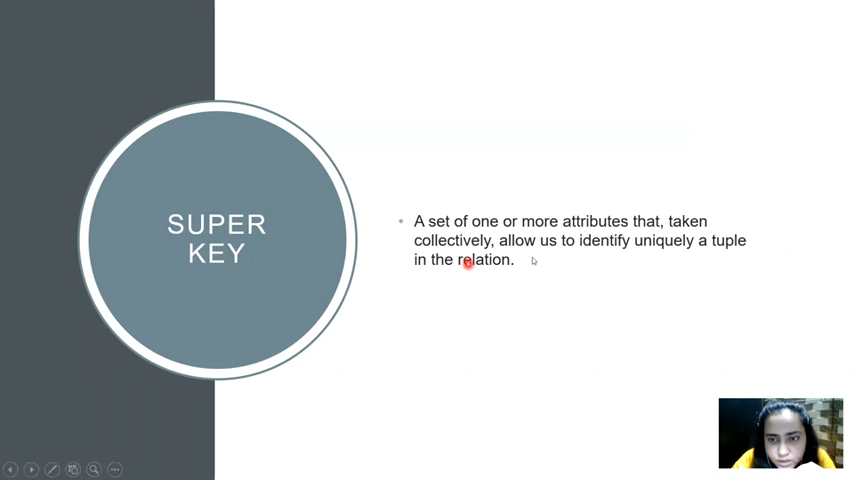 SUPER
KEY
• A set of one or more attributes that, taken
collectively, allow us to identify uniquely a tuple
in the relation.